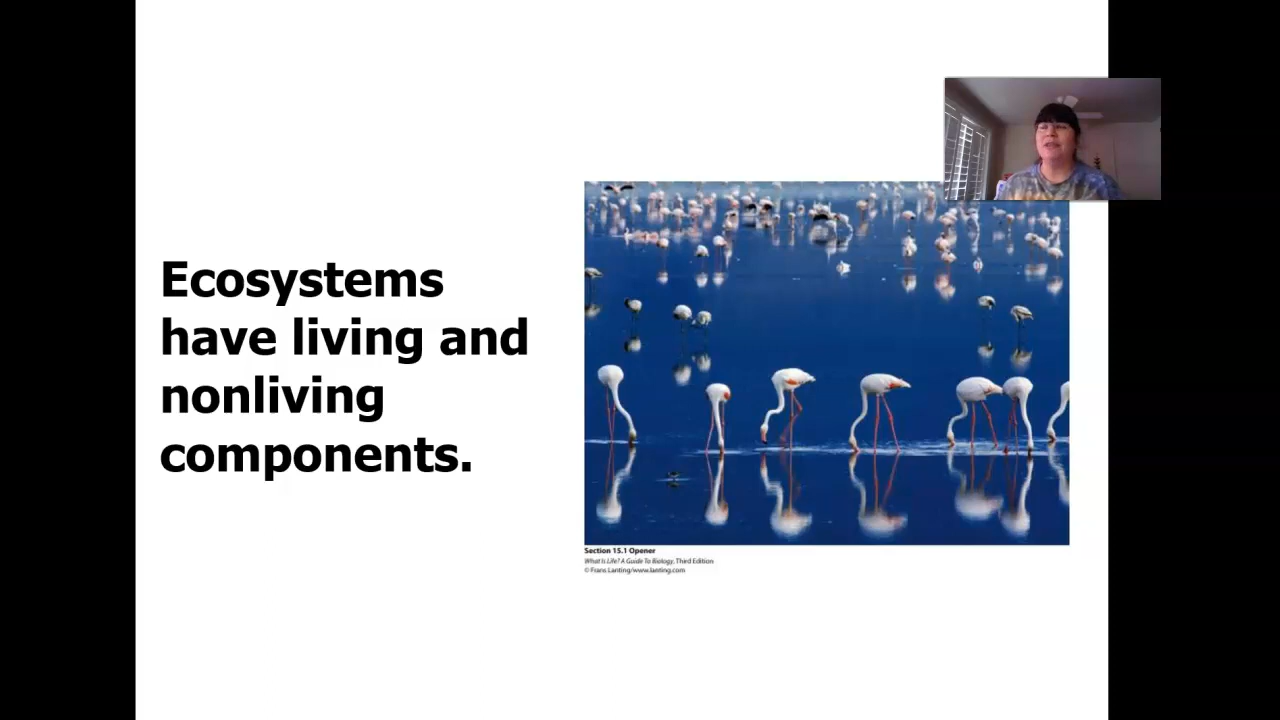 Ecosystems
have living and
nonliving
components.
Section 15.1 Opener
What Is Life? A Guide To Biology, Third Edition
© Frans Lanting/www.lanting.com